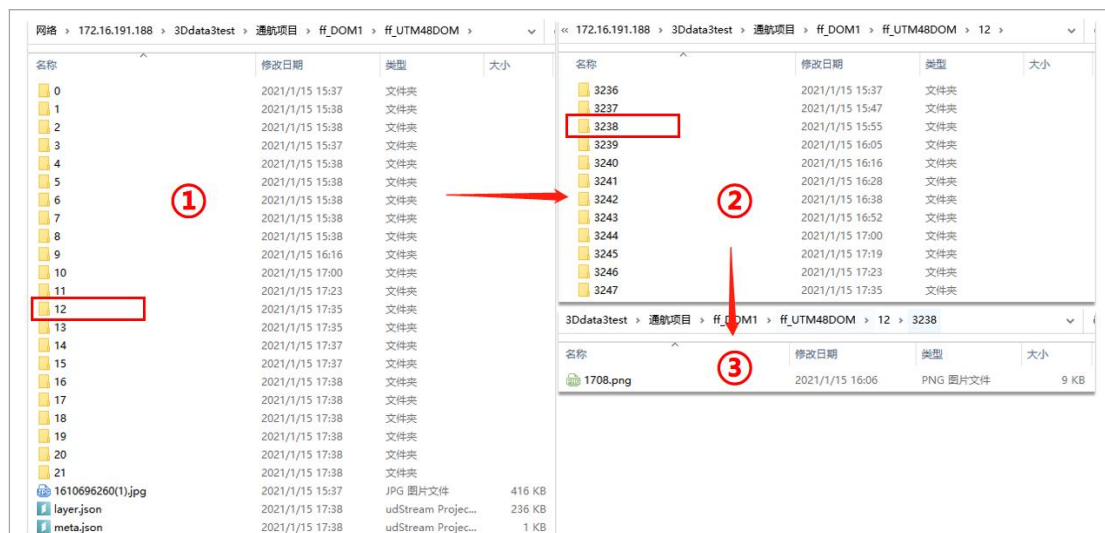 网络 › 172.16.191.188 › 3Ddata3test › 通航项目 › ff_DOM1 › ff_UTM48DOM ›
名称 修改日期 类型 大小
0 2021/1/15 15:37 文件夹
1 2021/1/15 15:38 文件夹
2 2021/1/15 15:38 文件夹
3 2021/1/15 15:37 文件夹
4 2021/1/15 15:38 文件夹
5 2021/1/15 15:38 文件夹
6 2021/1/15 15:38 文件夹
7 2021/1/15 15:38 文件夹
8 2021/1/15 15:38 文件夹
9 2021/1/15 16:16 文件夹
10 2021/1/15 17:00 文件夹
11 2021/1/15 17:23 文件夹
12 2021/1/15 17:35 文件夹
13 2021/1/15 17:35 文件夹
14 2021/1/15 17:37 文件夹
15 2021/1/15 17:37 文件夹
16 2021/1/15 17:38 文件夹
17 2021/1/15 17:38 文件夹
18 2021/1/15 17:38 文件夹
19 2021/1/15 17:38 文件夹
20 2021/1/15 17:38 文件夹
21 2021/1/15 17:38 文件夹
1610696260(1).jpg 2021/1/15 15:37 JPG 图片文件 416 KB
layer.json 2021/1/15 17:38 udStream Projec... 236 KB
meta.json 2021/1/15 17:38 udStream Projec... 1 KB
①
« 172.16.191.188 › 3Ddata3test › 通航项目 › ff_DOM1 › ff_UTM48DOM › 12 ›
名称 修改日期 类型 大小
3236 2021/1/15 15:37 文件夹
3237 2021/1/15 15:47 文件夹
3238 2021/1/15 15:55 文件夹
3239 2021/1/15 16:05 文件夹
3240 2021/1/15 16:16 文件夹
3241 2021/1/15 16:28 文件夹
3242 2021/1/15 16:38 文件夹
3243 2021/1/15 16:52 文件夹
3244 2021/1/15 17:00 文件夹
3245 2021/1/15 17:19 文件夹
3246 2021/1/15 17:23 文件夹
3247 2021/1/15 17:35 文件夹
②
3Ddata3test › 通航项目 › ff_DOM1 › ff_UTM48DOM › 12 › 3238
名称 修改日期 类型 大小
1708.png 2021/1/15 16:06 PNG 图片文件 9 KB
③